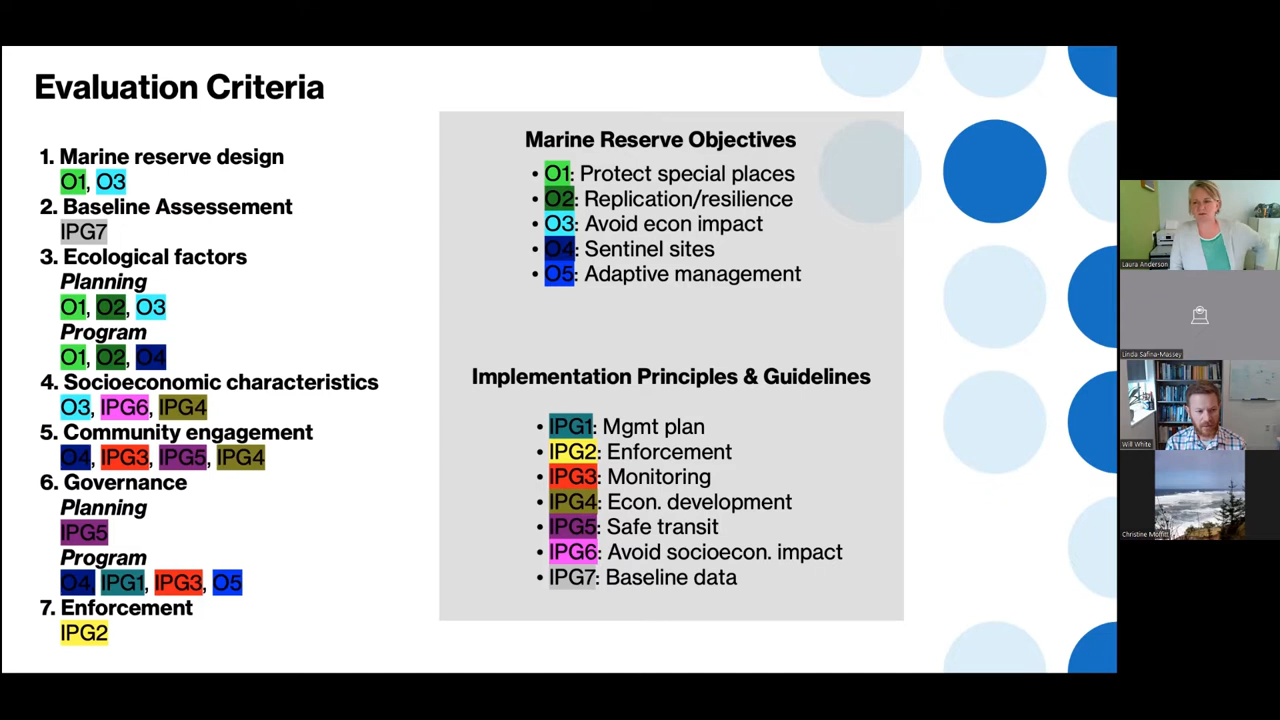 Evaluation Criteria
1. Marine reserve design
O1, O3
2. Baseline Assessement
IPG7
3. Ecological factors
Planning
O1, O2, O3
Program
O1, O2, O4
4. Socioeconomic characteristics
O3, IPG6, IPG4
5. Community engagement
O4, IPG3, IPG5, IPG4
6. Governance
Planning
IPG5
Program
O4, IPG1, IPG3, O5
7. Enforcement
IPG2
Marine Reserve Objectives
• O1: Protect special places
• O2: Replication/resilience
• O3: Avoid econ impact
• O4: Sentinel sites
• O5: Adaptive management
Implementation Principles & Guidelines
• IPG1: Mgmt plan
• IPG2: Enforcement
• IPG3: Monitoring
• IPG4: Econ. development
• IPG5: Safe transit
• IPG6: Avoid socioecon. impact
• IPG7: Baseline data
Laura Anderson
Linda Safina-Massey
Will White
Christine Moffitt